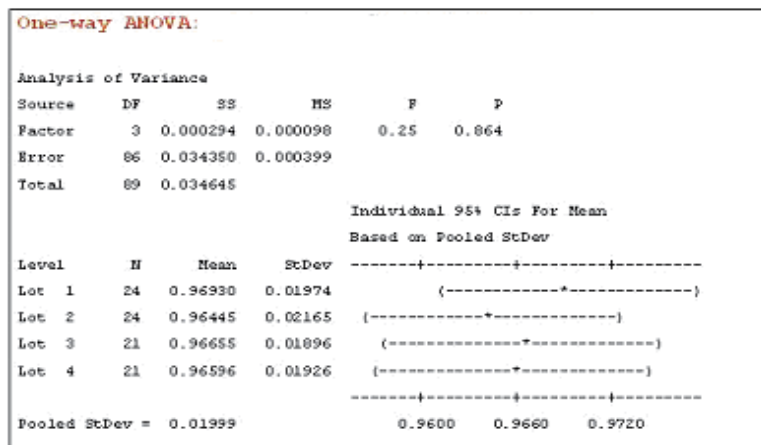 One-way ANOVA:
Analysis of Variance
Source DF SS MS F P
Factor 3 0.000294 0.000098 0.25 0.864
Error 86 0.034350 0.000399
Total 89 0.034645
Individual 95% CIs For Mean
Based on Pooled StDev
Level N Mean StDev -------+---------+---------+---------
Lot 1 24 0.96930 0.01974 (------------*-------------)
Lot 2 24 0.96445 0.02165 (------------*-------------)
Lot 3 21 0.96655 0.01896 (--------------*-------------)
Lot 4 21 0.96596 0.01926 (--------------*-------------)
-------+---------+---------+---------
Pooled StDev = 0.01999 0.9600 0.9660 0.9720